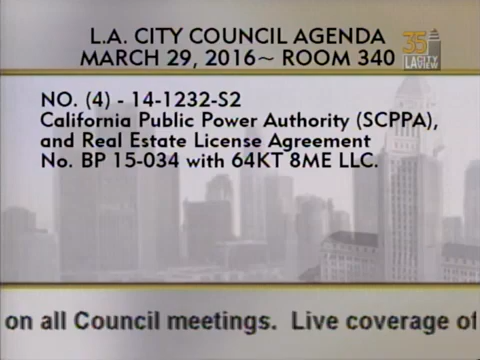 L.A. CITY COUNCIL AGENDA
MARCH 29, 2016~ ROOM 340
35
LA CITY
VIEW
NO. (4) - 14-1232-S2
California Public Power Authority (SCPPA),
and Real Estate License Agreement
No. BP 15-034 with 64KT 8ME LLC.
on all Council meetings. Live coverage of